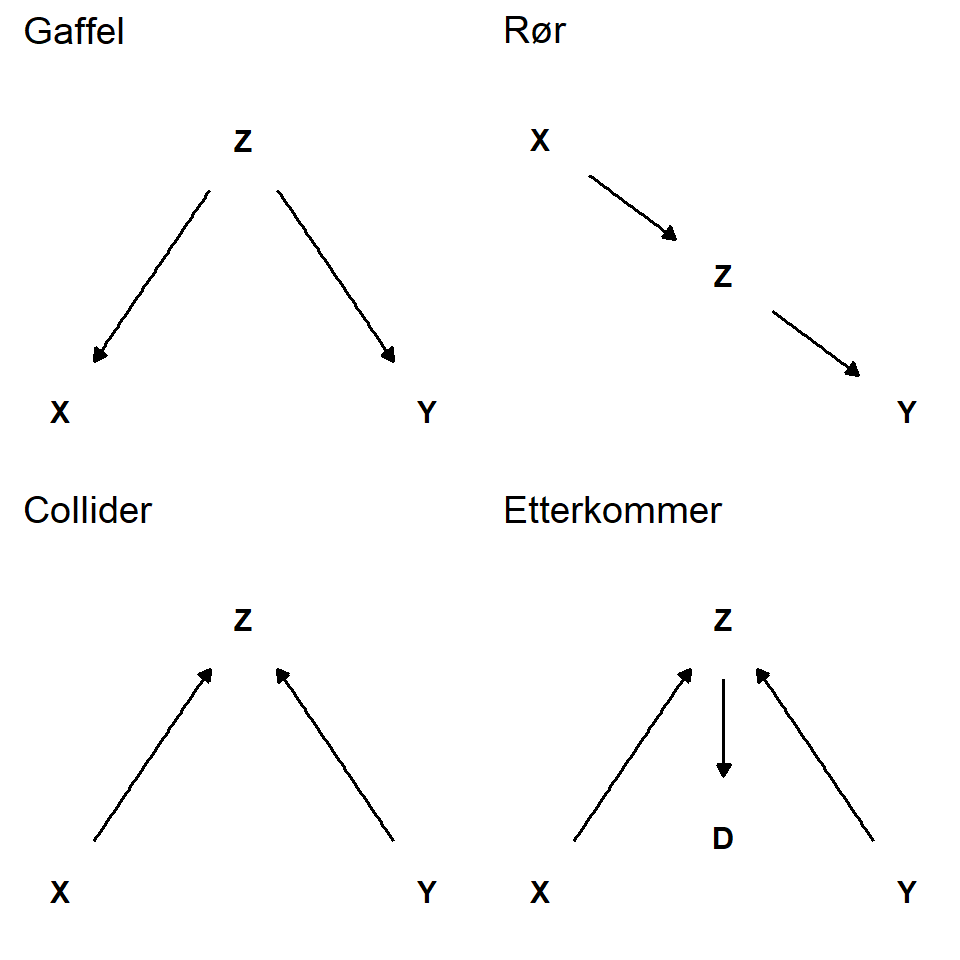 Gaffel
Z
X Y
Rør
X
Z
Y
Collider
Z
X Y
Etterkommer
Z
D
X Y